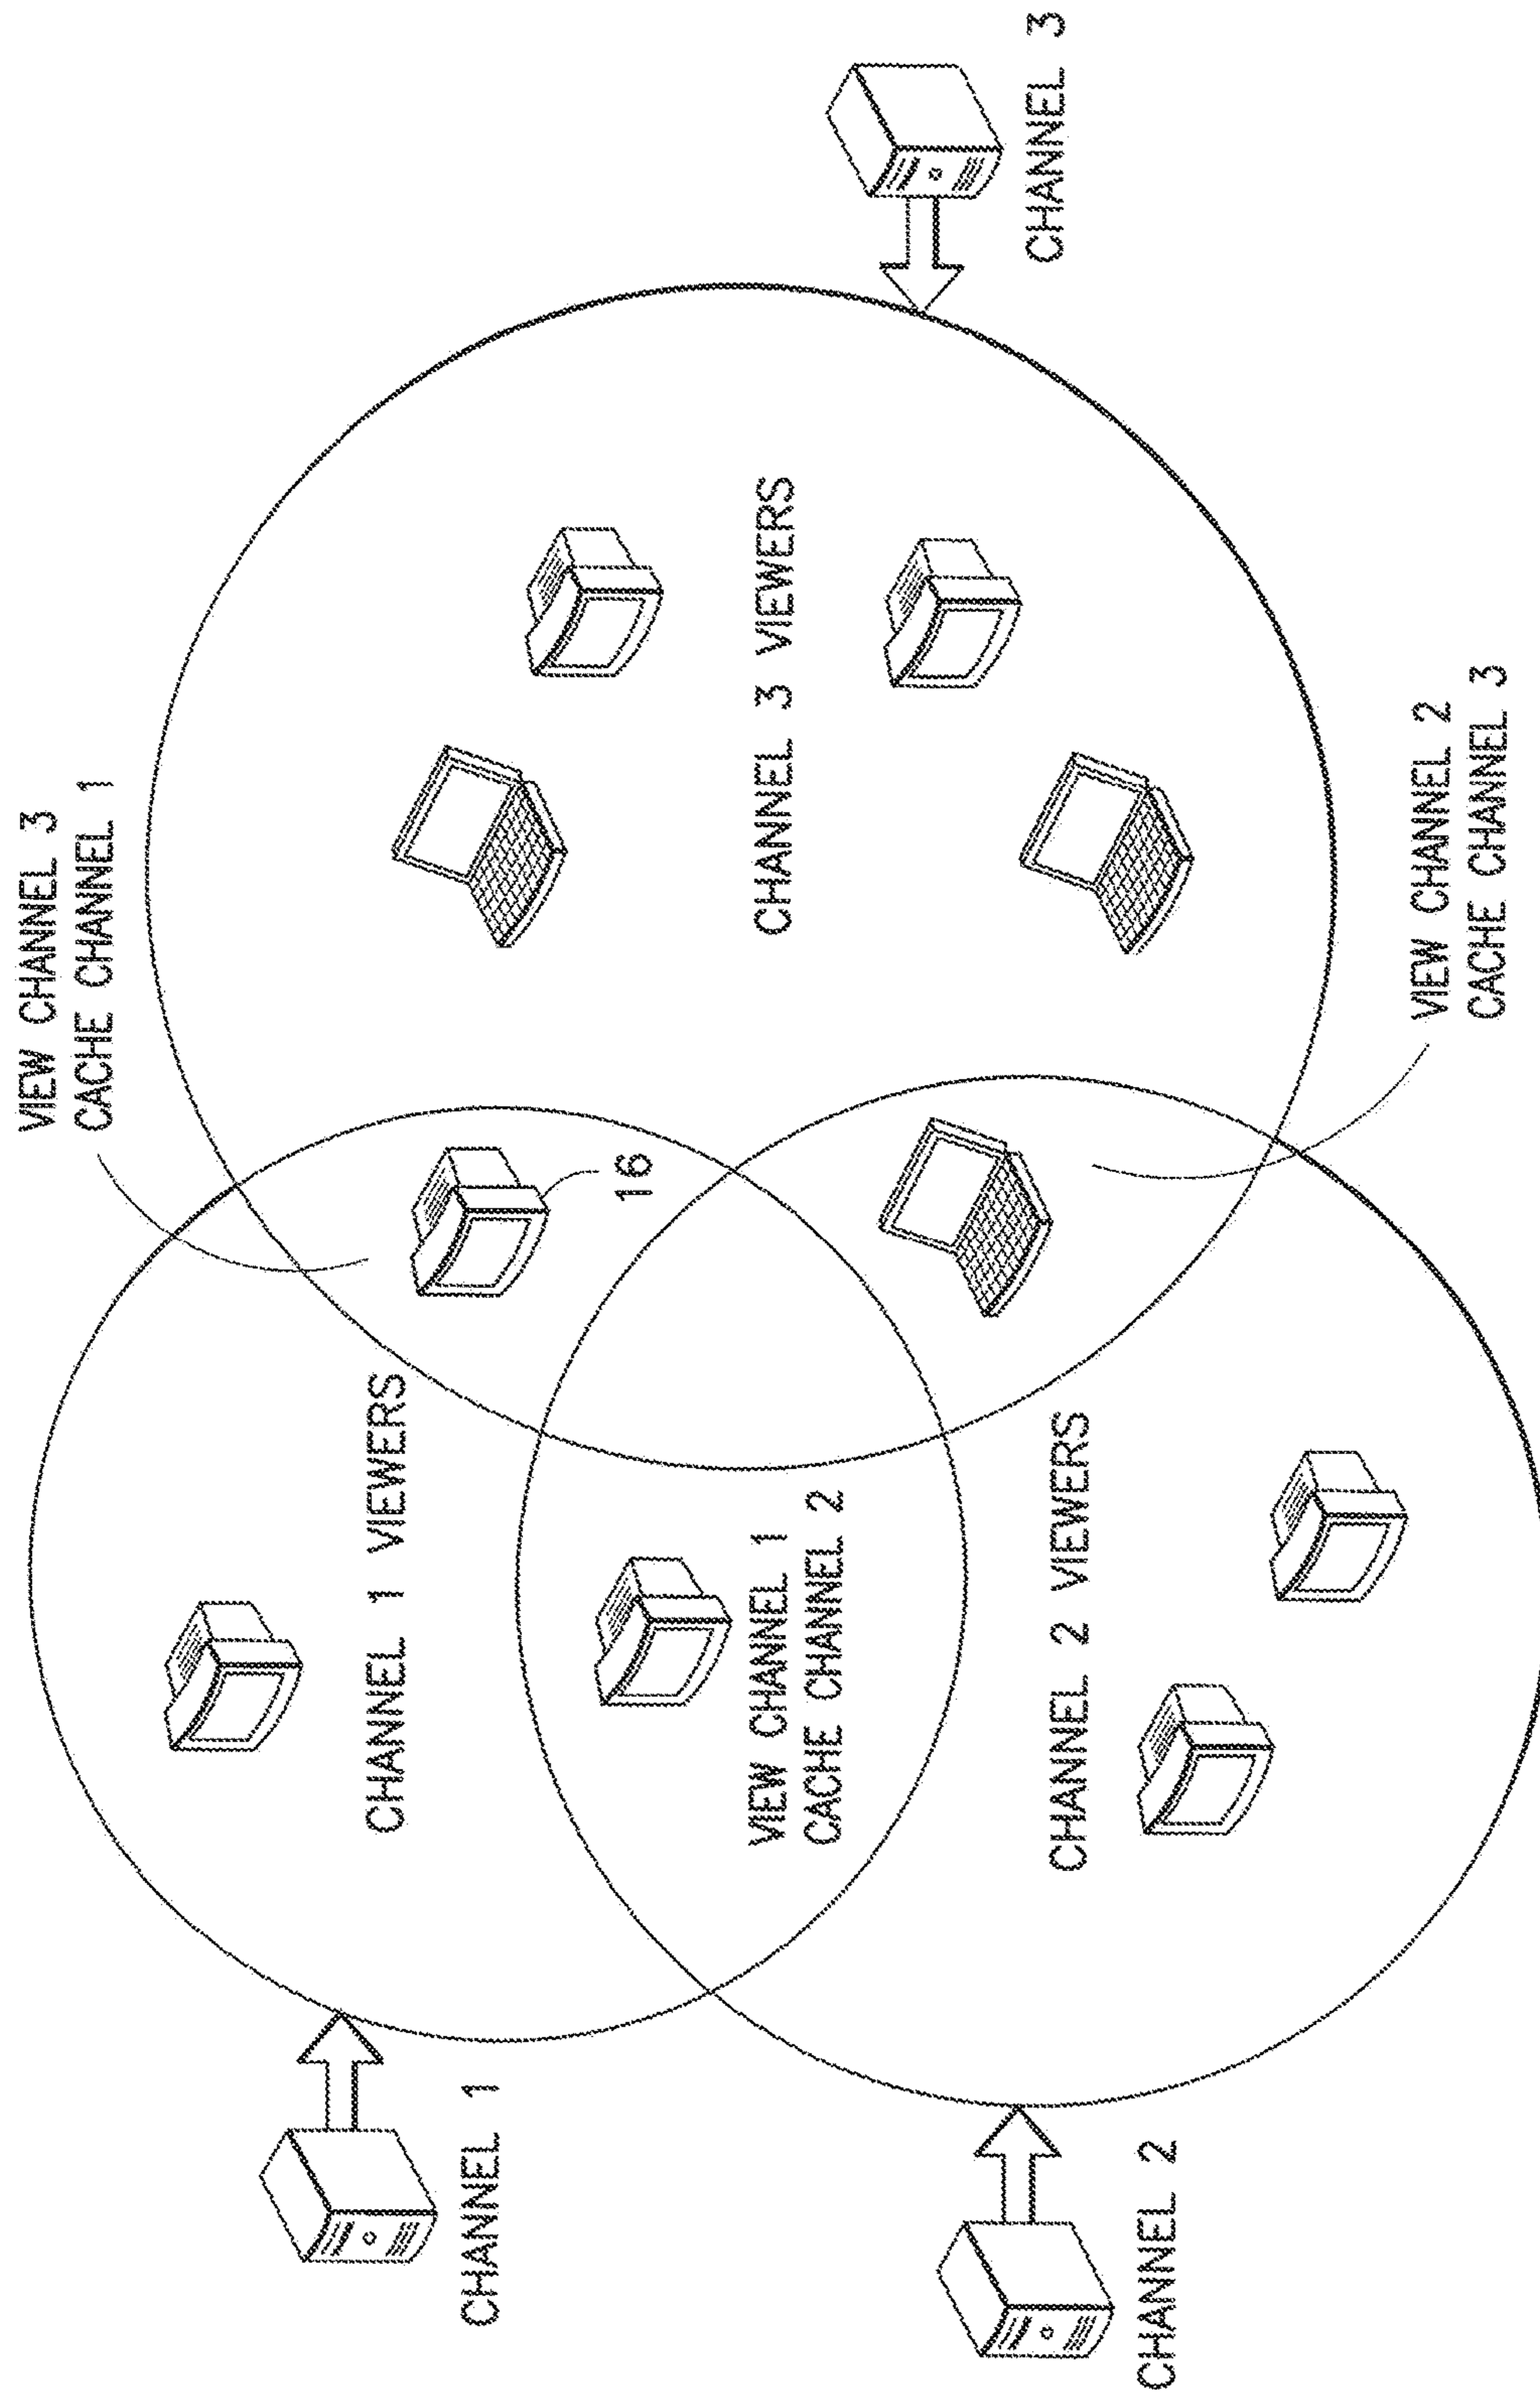 VIEW CHANNEL 3
CACHE CHANNEL 1
CHANNEL 1
CHANNEL 1 VIEWERS
16
VIEW CHANNEL 1
CACHE CHANNEL 2
CHANNEL 3 VIEWERS
CHANNEL 3
CHANNEL 2 VIEWERS
CHANNEL 2
VIEW CHANNEL 2
CACHE CHANNEL 3